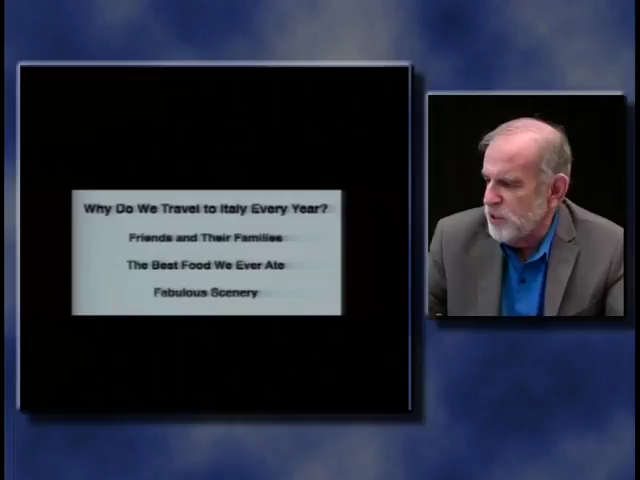 Why Do We Travel to Italy Every Year?
Friends and Their Families
The Best Food We Ever Ate
Fabulous Scenery